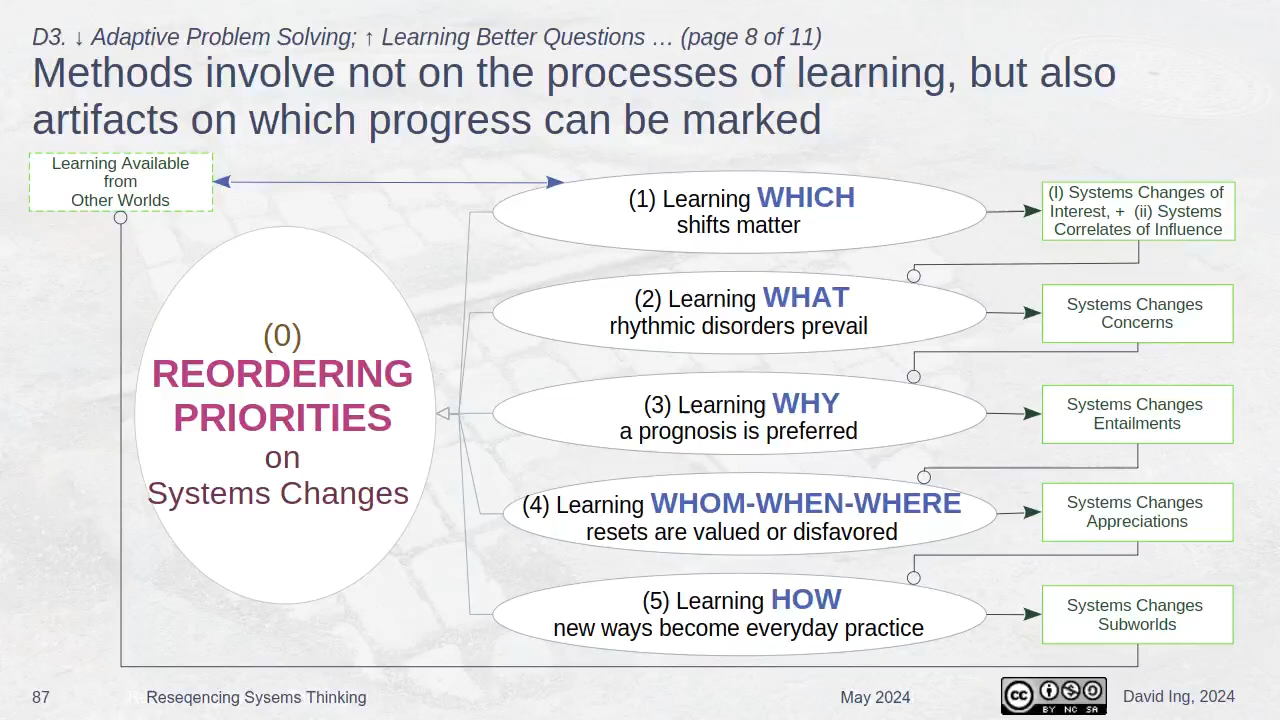 D3. ↓ Adaptive Problem Solving; ↑ Learning Better Questions … (page 8 of 11)
Methods involve not on the processes of learning, but also
artifacts on which progress can be marked
Learning Available
from
Other Worlds
(0)
REORDERING
PRIORITIES
on
Systems Changes
(1) Learning WHICH
shifts matter
(I) Systems Changes of
Interest, + (ii) Systems
Correlates of Influence
(2) Learning WHAT
rhythmic disorders prevail
Systems Changes
Concerns
(3) Learning WHY
a prognosis is preferred
Systems Changes
Entailments
(4) Learning WHOM-WHEN-WHERE
resets are valued or disfavored
Systems Changes
Appreciations
(5) Learning HOW
new ways become everyday practice
Systems Changes
Subworlds
87
Reseqencing Sysems Thinking
May 2024
cc BY NC SA
David Ing, 2024